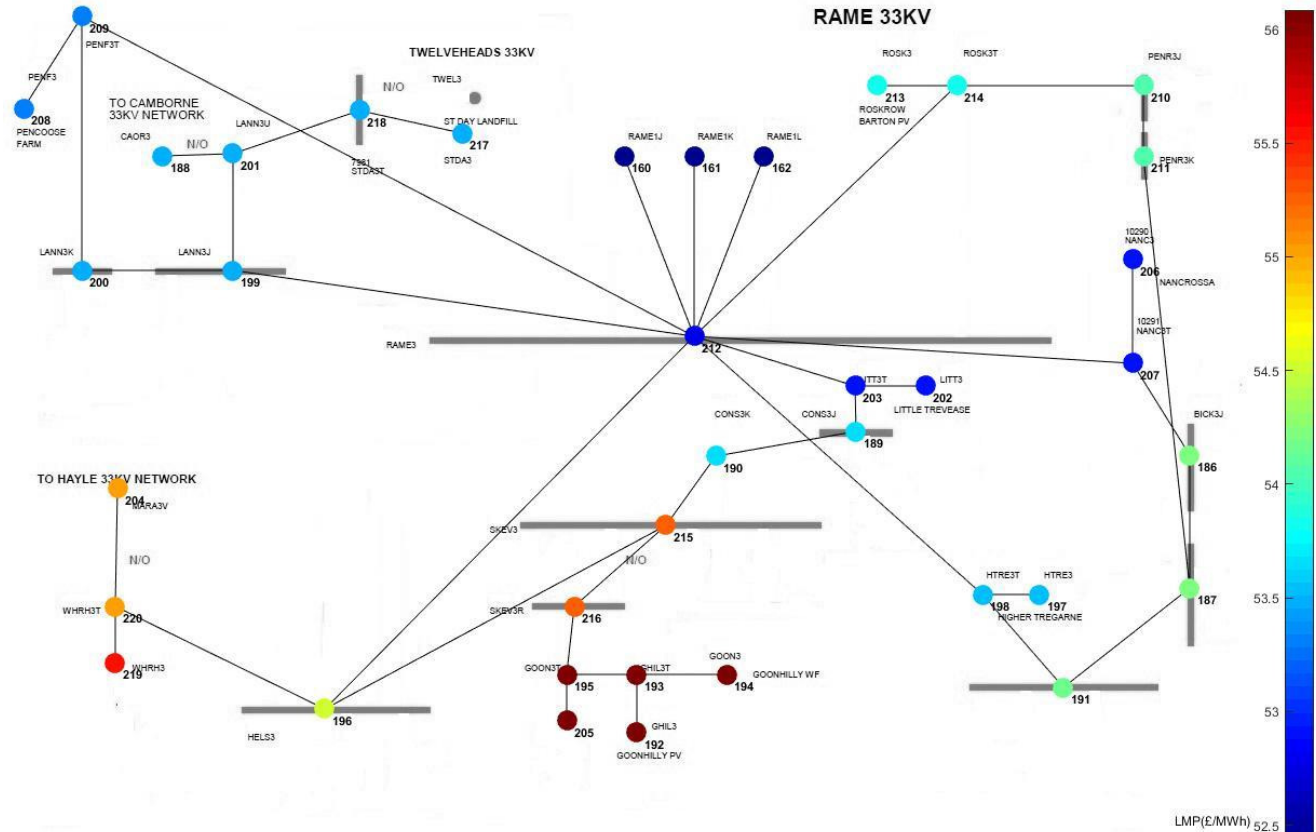 RAME 33KV
56
209
PENF3T
TWELVEHEADS 33KV
ROSK3
ROSK3T
PENR3J
PENF3
N/O
TWEL3
213
214
210
TO CAMBORNE
33KV NETWORK
208
PENCOOSE
FARM
ROSKROW
BARTON PV
LANN3U
218
ST DAY LANDFILL
CAOR3
N/O
RAME1J
RAME1K
RAME1L
217
55.5
188
201
7981
STDA3T
STDA3
160
161
162
PENR3K
211
10290
NANC3
LANN3K
LANN3J
206
55
200
199
NANCROSSA
10291
NANC3T
RAME3
212
207
54.5
LITT3
203
202
LITTLE TREVEASE
CONS3K
CONS3J
BICK3J
189
190
186
TO HAYLE 33KV NETWORK
204
MARA3V
54
SKEV3
215
N/O
N/O
HTRE3T
HTRE3
187
WHRH3T
220
SKEV3R
216
198
197
HIGHER TREGARNE
53.5
WHRH3
219
GOON3T
GHIL3T
GOON3
195
193
194
GOONHILLY WF
191
196
53
HELS3
205
GHIL3
192
GOONHILLY PV
LMP(£/MWh)
52.5